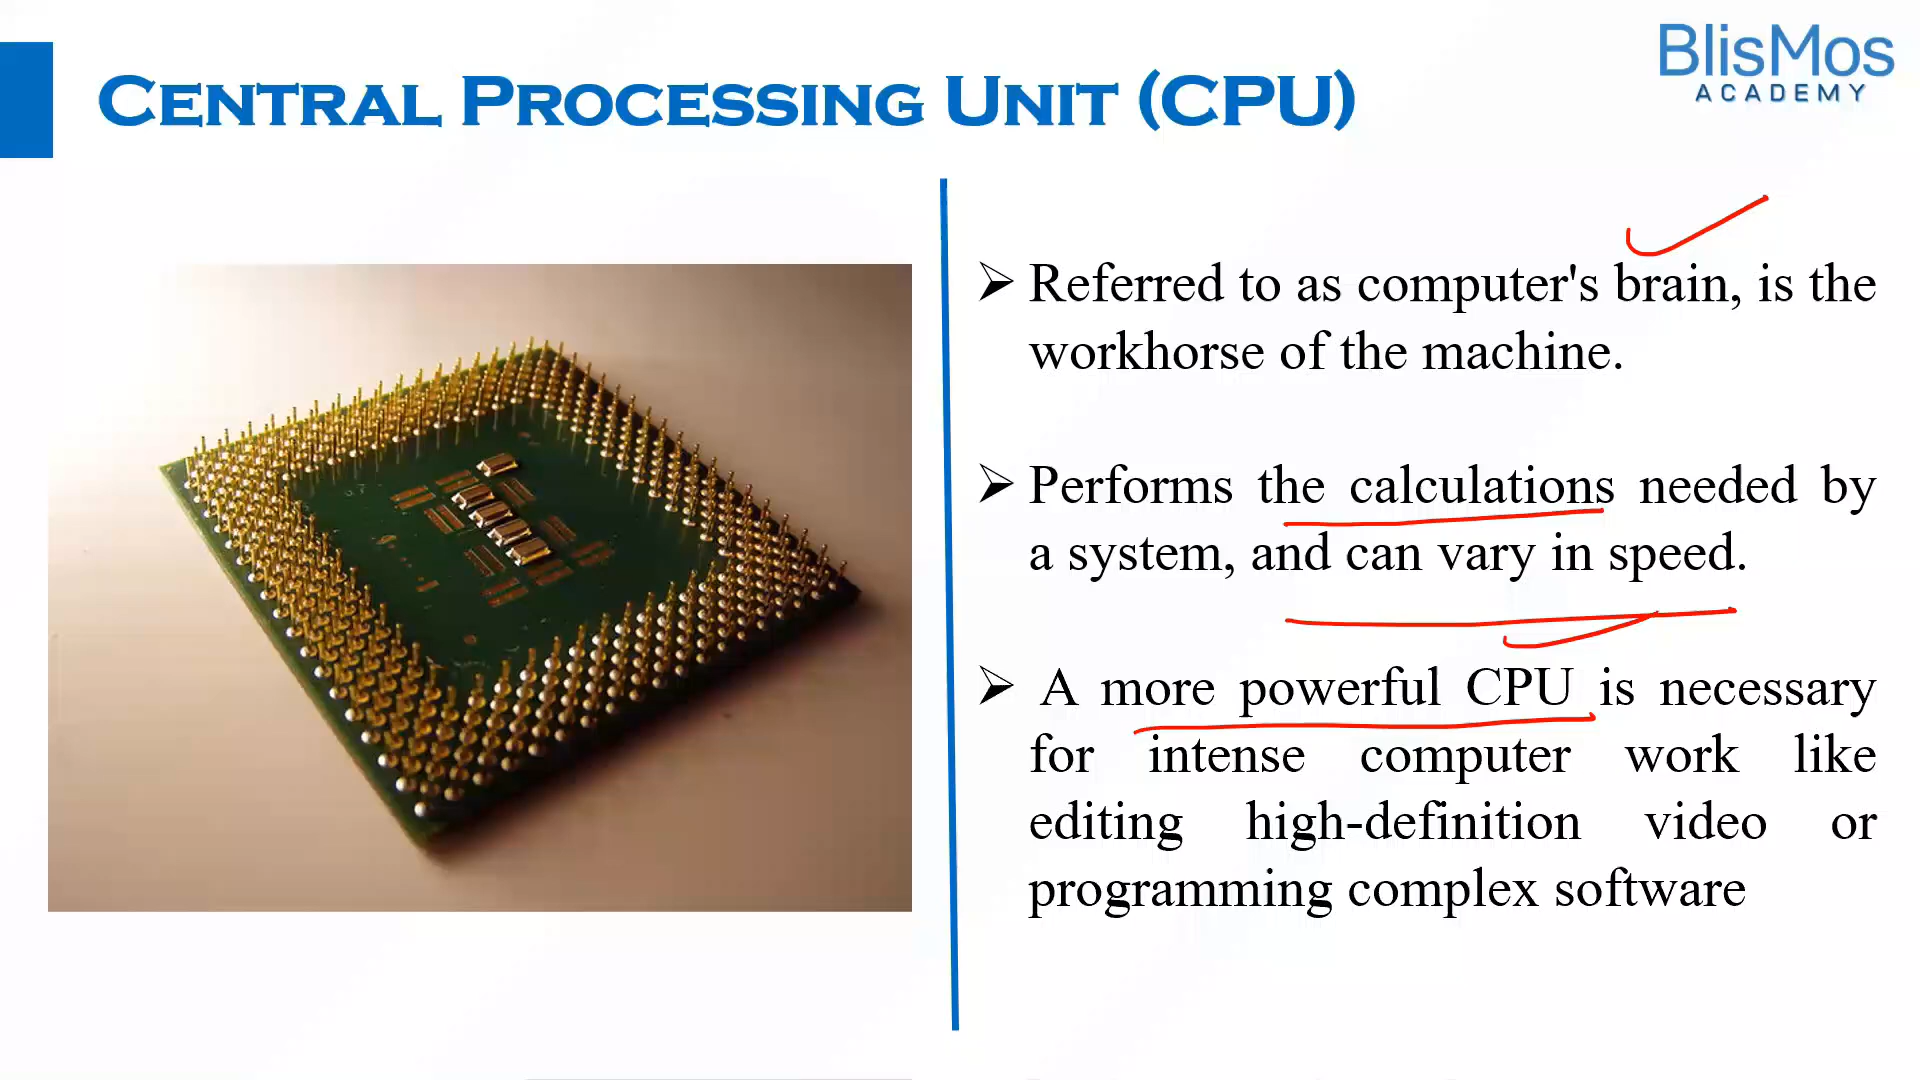 BlisMos
ACADEMY
CENTRAL PROCESSING UNIT (CPU)
➢ Referred to as computer's brain, is the
workhorse of the machine.
➢ Performs the calculations needed by
a system, and can vary in speed.
➢ A more powerful CPU is necessary
for intense computer work like
editing high-definition video or
programming complex software